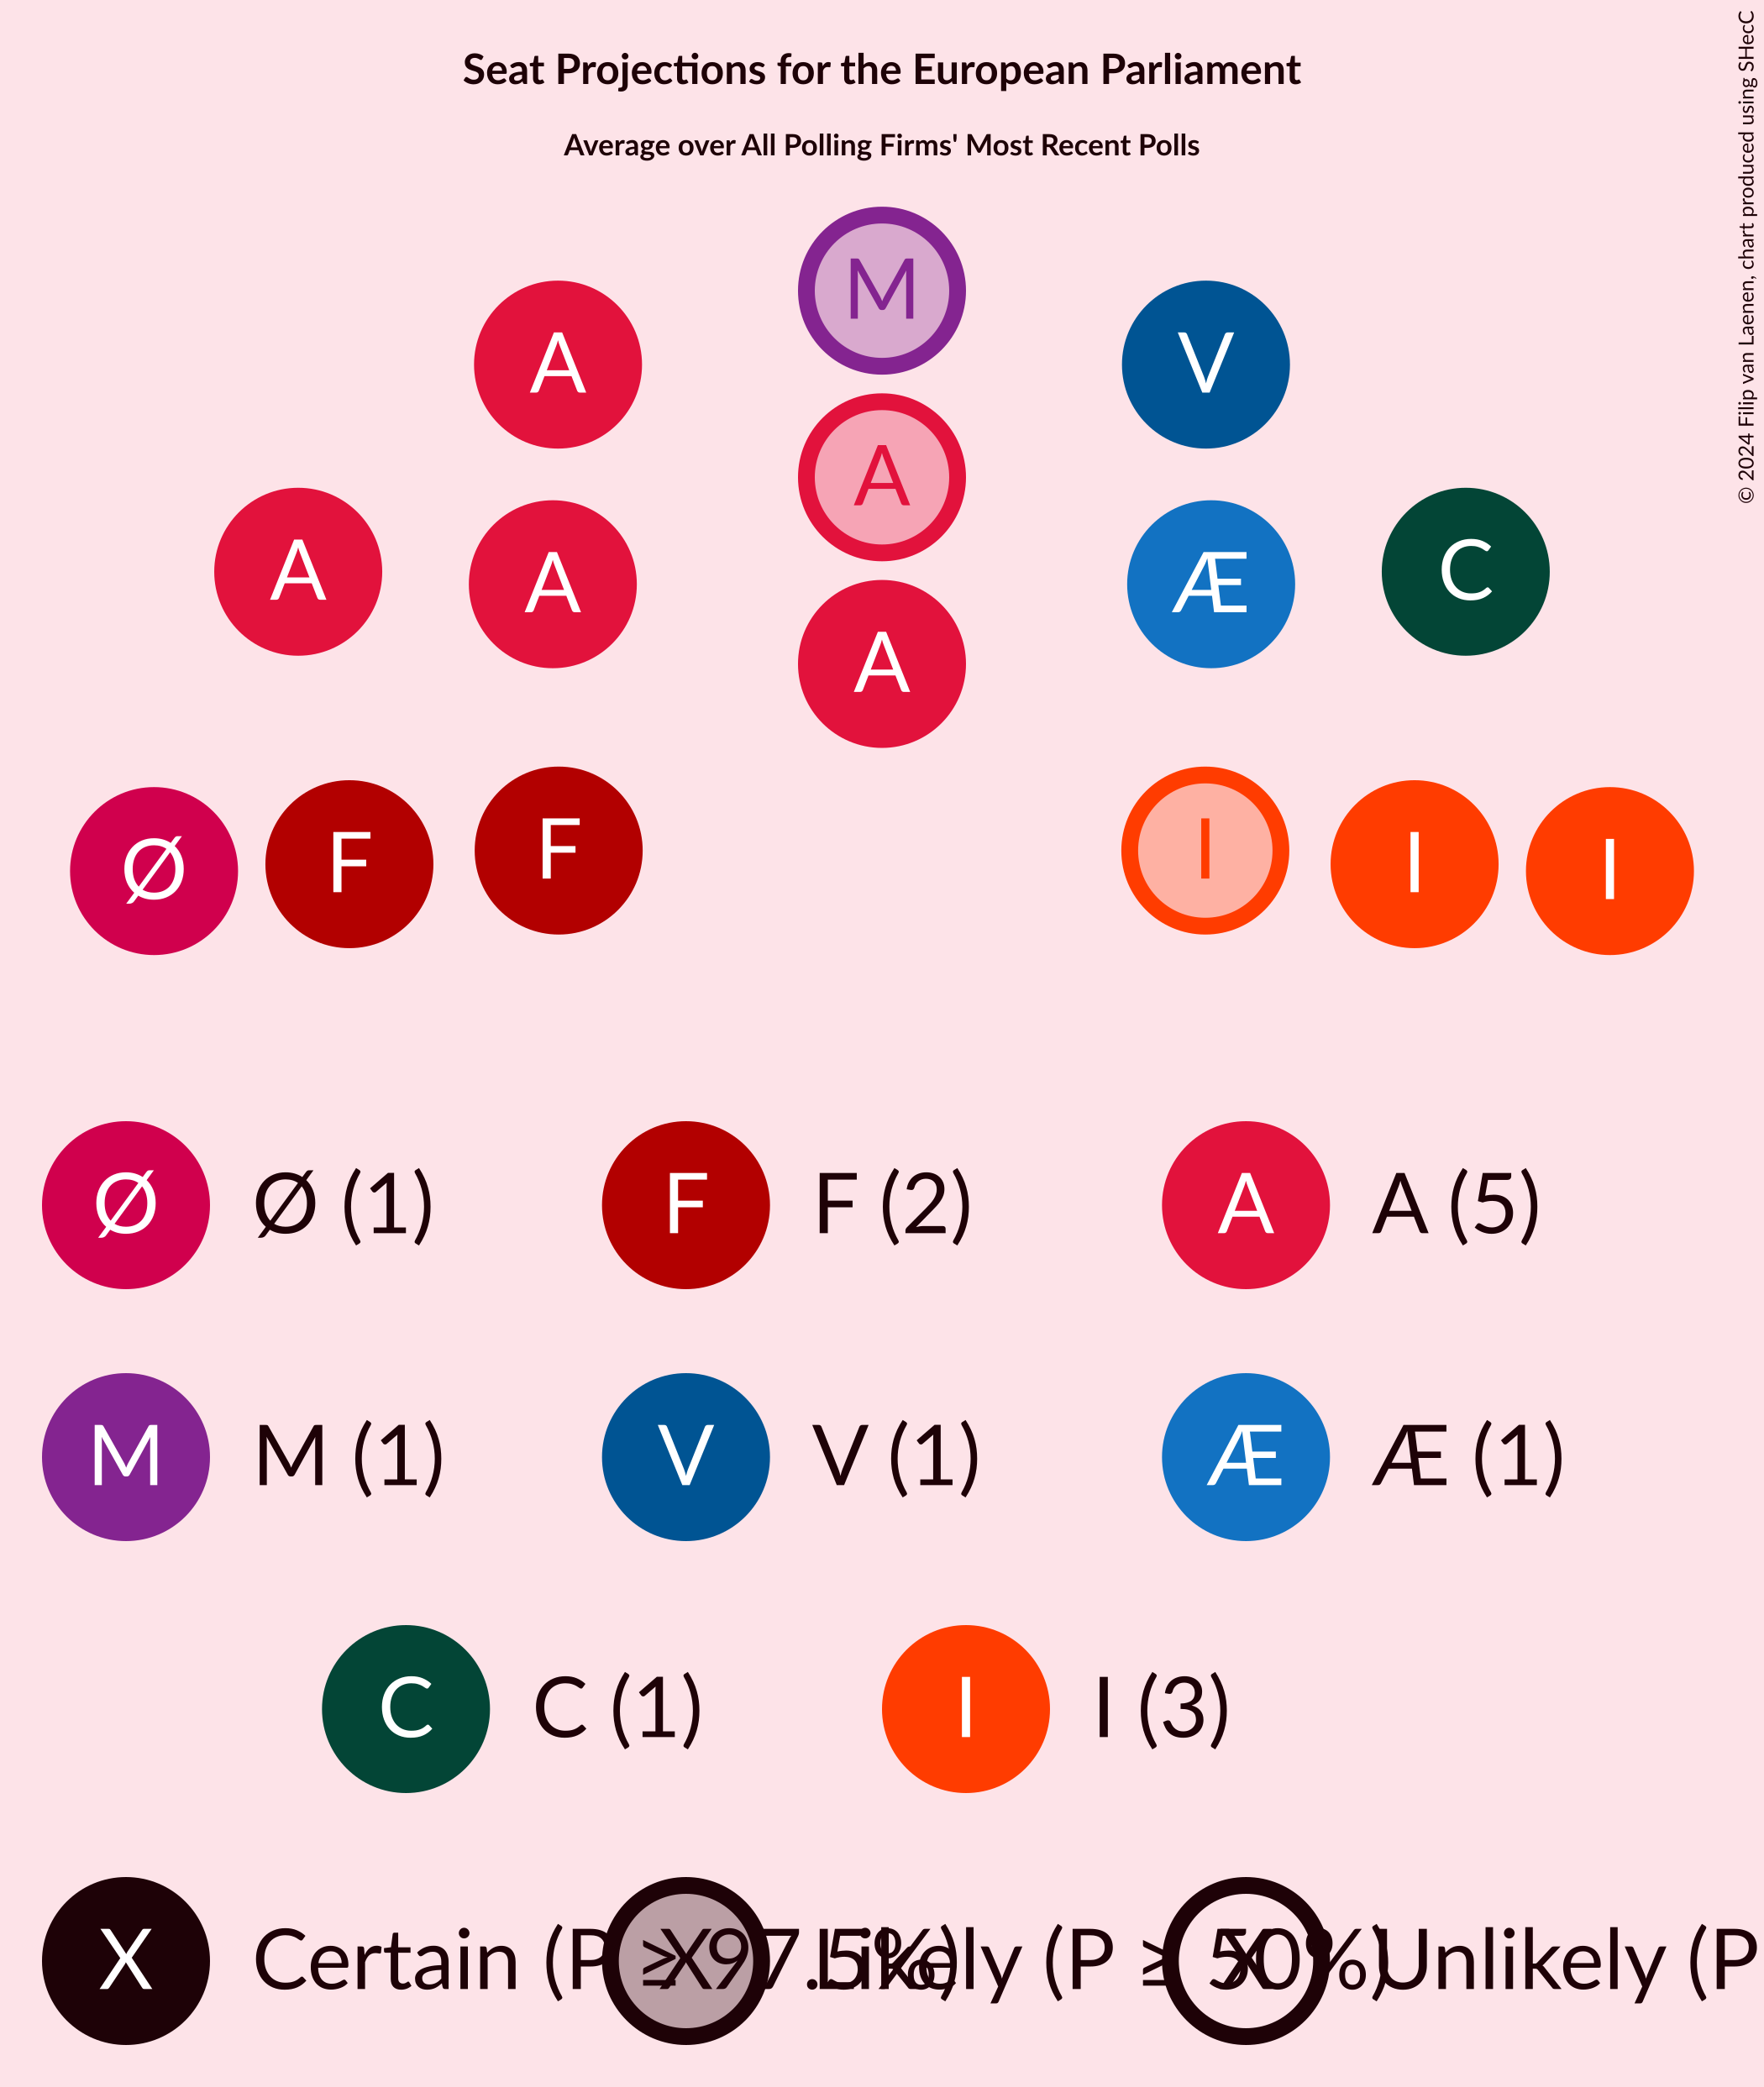 Seat Projections for the European Parliament
Average over All Polling Firms' Most Recent Polls
© 2024 Filip van Laenen, chart produced using SHecC
M
A V
A
A A Æ C
A
Ø F F I I I
Ø Ø (1) F F (2) A A (5)
M M (1) V V (1) Æ Æ (1)
C C (1) I I (3)
X Certain (P ≥ 97.5%) X Likely (P ≥ 50%) X Unlikely (P